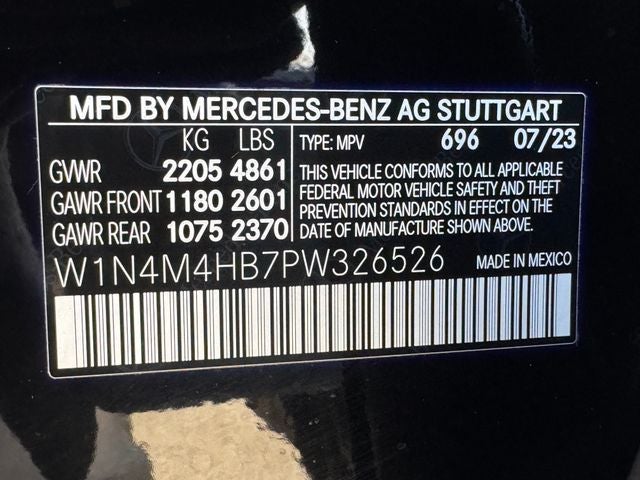 MFD BY MERCEDES-BENZ AG STUTTGART
KG LBS
GVWR 2205 4861
GAWR FRONT 1180 2601
GAWR REAR 1075 2370
TYPE: MPV 696 07/23
THIS VEHICLE CONFORMS TO ALL APPLICABLE
FEDERAL MOTOR VEHICLE SAFETY AND THEFT
PREVENTION STANDARDS IN EFFECT ON THE
DATE OF MANUFACTURE SHOWN ABOVE.
W1N4M4HB7PW326526 MADE IN MEXICO